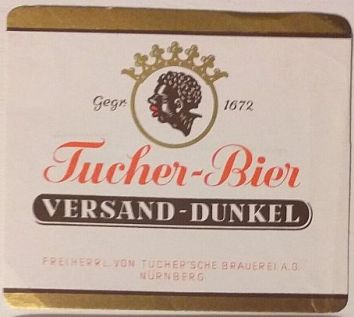 Gegr. 1672
Tucher-Bier
VERSAND-DUNKEL
FREIHERRL. VON TUCHER'SCHE BRAUEREI A.G.
NÜRNBERG